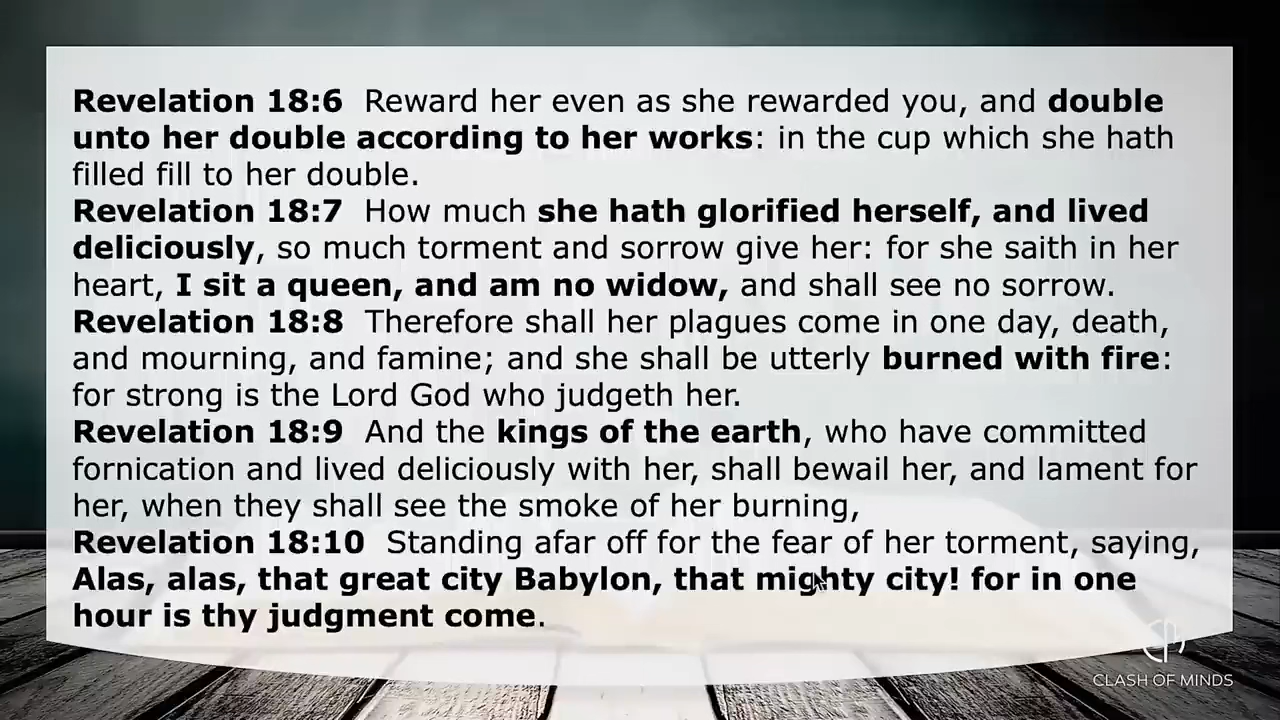 Revelation 18:6 Reward her even as she rewarded you, and double
unto her double according to her works: in the cup which she hath
filled fill to her double.
Revelation 18:7 How much she hath glorified herself, and lived
deliciously, so much torment and sorrow give her: for she saith in her
heart, I sit a queen, and am no widow, and shall see no sorrow.
Revelation 18:8 Therefore shall her plagues come in one day, death,
and mourning, and famine; and she shall be utterly burned with fire:
for strong is the Lord God who judgeth her.
Revelation 18:9 And the kings of the earth, who have committed
fornication and lived deliciously with her, shall bewail her, and lament for
her, when they shall see the smoke of her burning,
Revelation 18:10 Standing afar off for the fear of her torment, saying,
Alas, alas, that great city Babylon, that mighty city! for in one
hour is thy judgment come.
CLASH OF MINDS